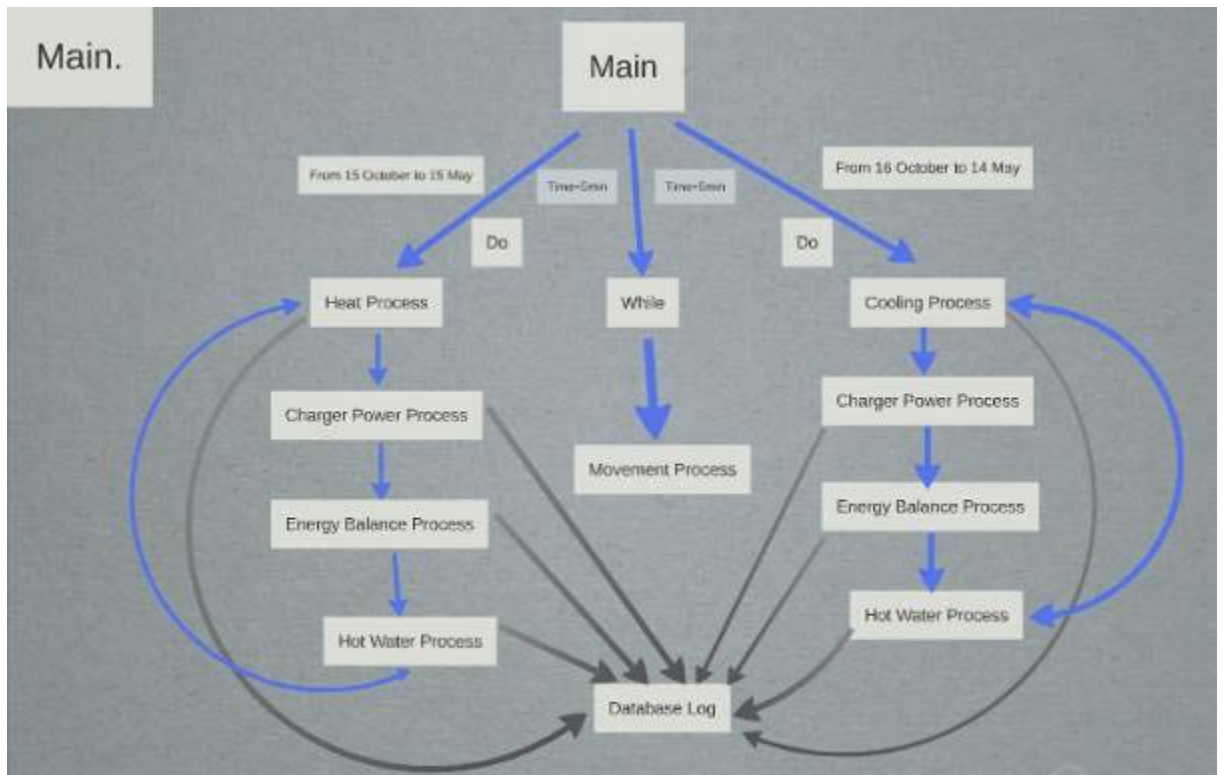 Main.
Main
From 15 October to 15 May
Time=5min
Time=5min
From 16 October to 14 May
Do
Do
Heat Process
While
Cooling Process
Charger Power Process
Charger Power Process
Movement Process
Energy Balance Process
Energy Balance Process
Hot Water Process
Hot Water Process
Database Log